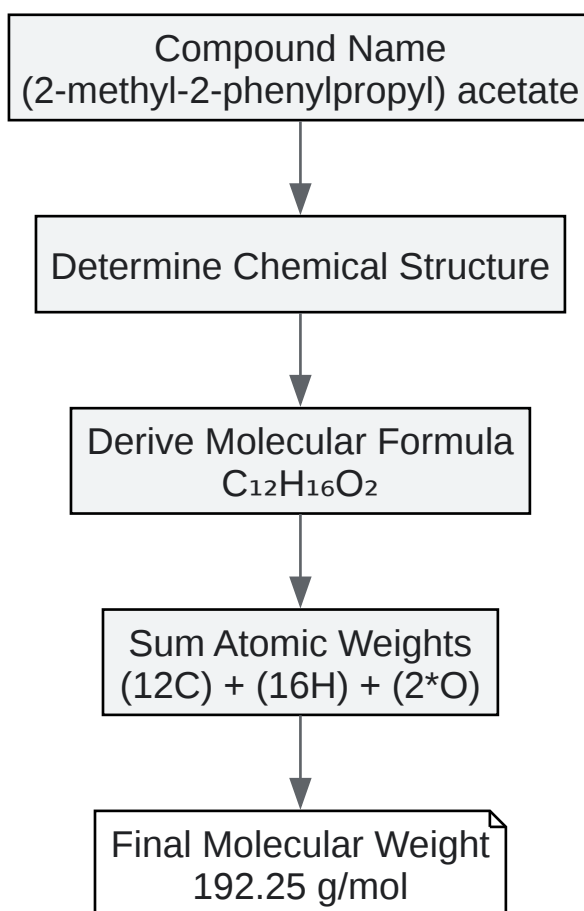 Compound Name
(2-methyl-2-phenylpropyl) acetate
Determine Chemical Structure
Derive Molecular Formula
C₁₂H₁₆O₂
Sum Atomic Weights
(12C) + (16H) + (2*O)
Final Molecular Weight
192.25 g/mol